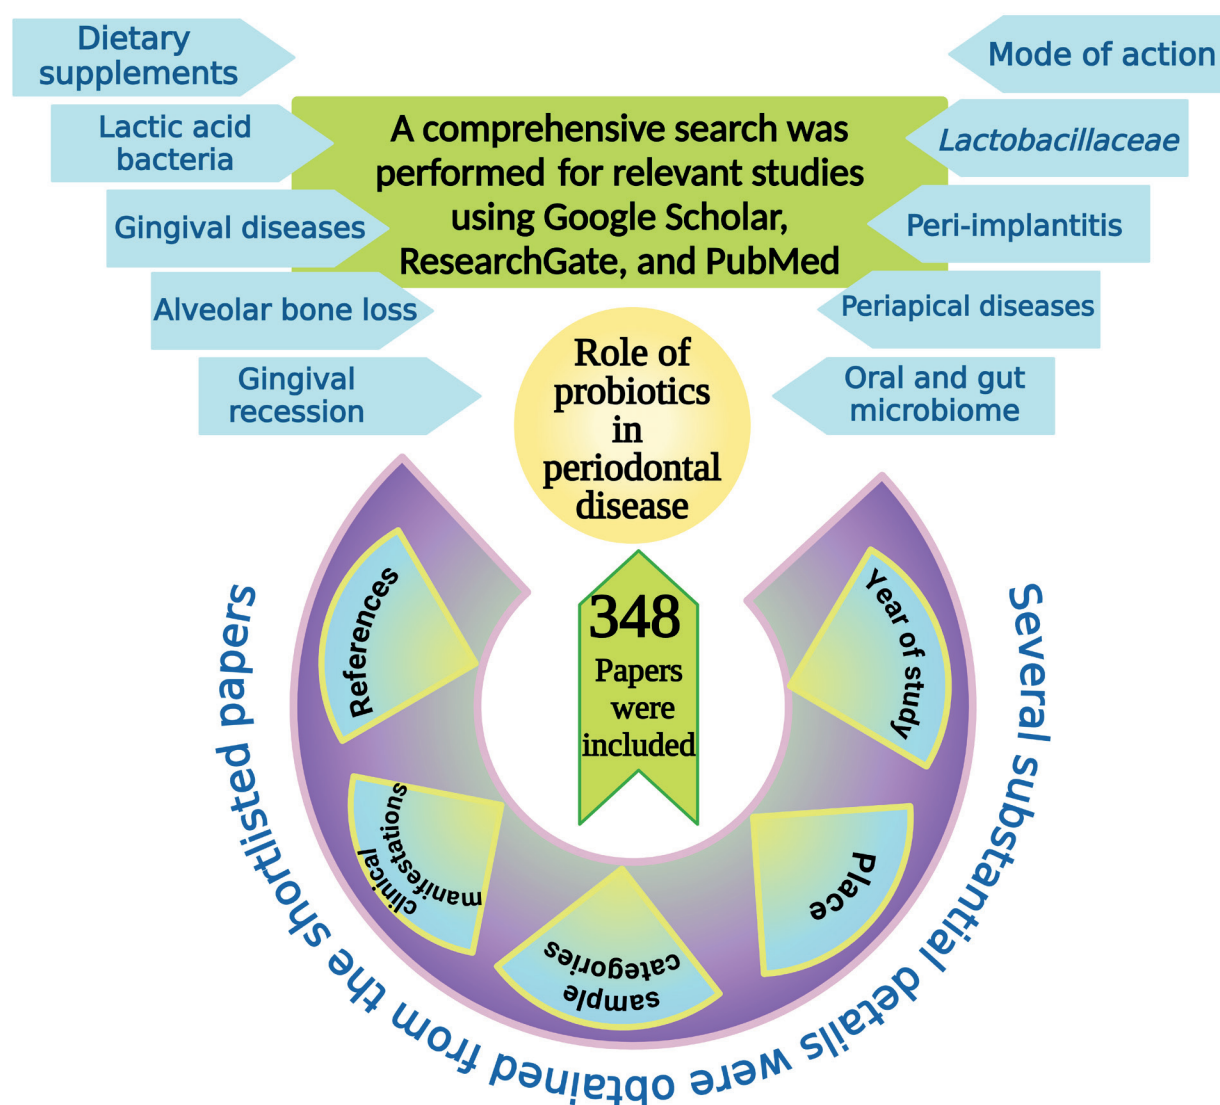 Dietary
supplements
Lactic acid
bacteria
Gingival diseases
Alveolar bone loss
Gingival
recession
Mode of action
Lactobacillaceae
Peri-implantitis
Periapical diseases
Oral and gut
microbiome
A comprehensive search was
performed for relevant studies
using Google Scholar,
ResearchGate, and PubMed
Role of
probiotics
in
periodontal
disease
348
Papers
were
included
Year of study
Place
sample
categories
clinical
manifestations
References
Several substantial details were obtained from the shortlisted papers